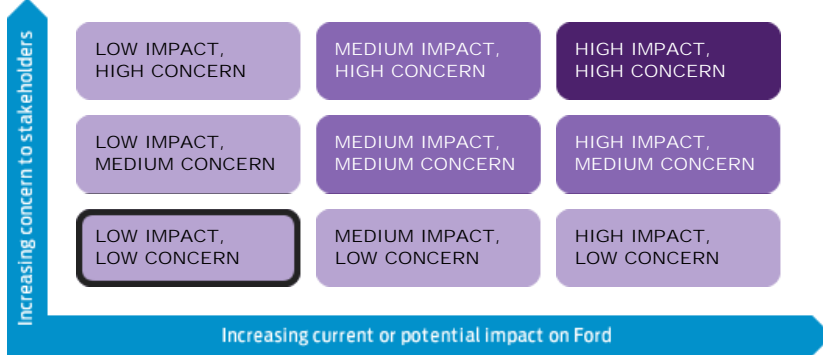 Increasing concern to stakeholders
LOW IMPACT,
HIGH CONCERN
MEDIUM IMPACT,
HIGH CONCERN
HIGH IMPACT,
HIGH CONCERN
LOW IMPACT,
MEDIUM CONCERN
MEDIUM IMPACT,
MEDIUM CONCERN
HIGH IMPACT,
MEDIUM CONCERN
LOW IMPACT,
LOW CONCERN
MEDIUM IMPACT,
LOW CONCERN
HIGH IMPACT,
LOW CONCERN
Increasing current or potential impact on Ford